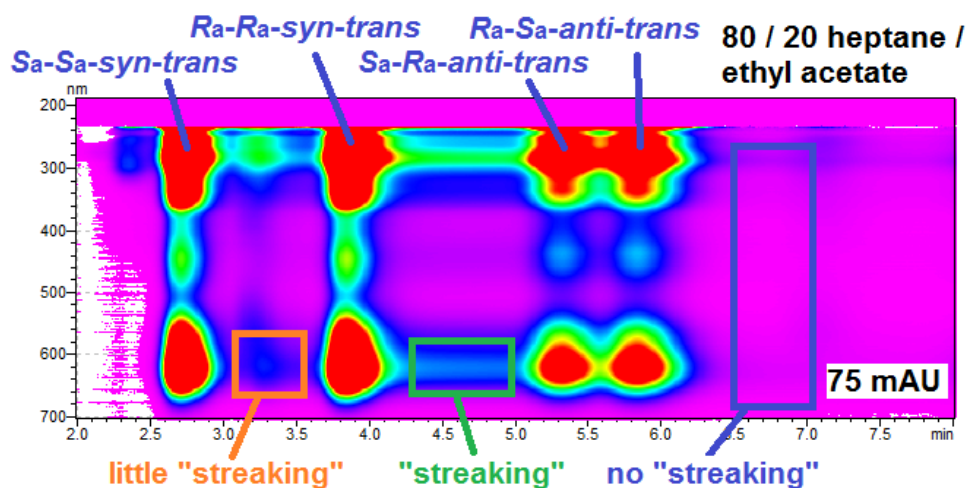 Ra-Ra-syn-trans
Ra-Sa-anti-trans
80 / 20 heptane /
ethyl acetate
Sa-Sa-syn-trans
Sa-Ra-anti-trans
nm
200
300
400
500
600
700
75 mAU
2.0 2.5 3.0 3.5 4.0 4.5 5.0 5.5 6.0 6.5 7.0 7.5 min
little "streaking"
"streaking"
no "streaking"